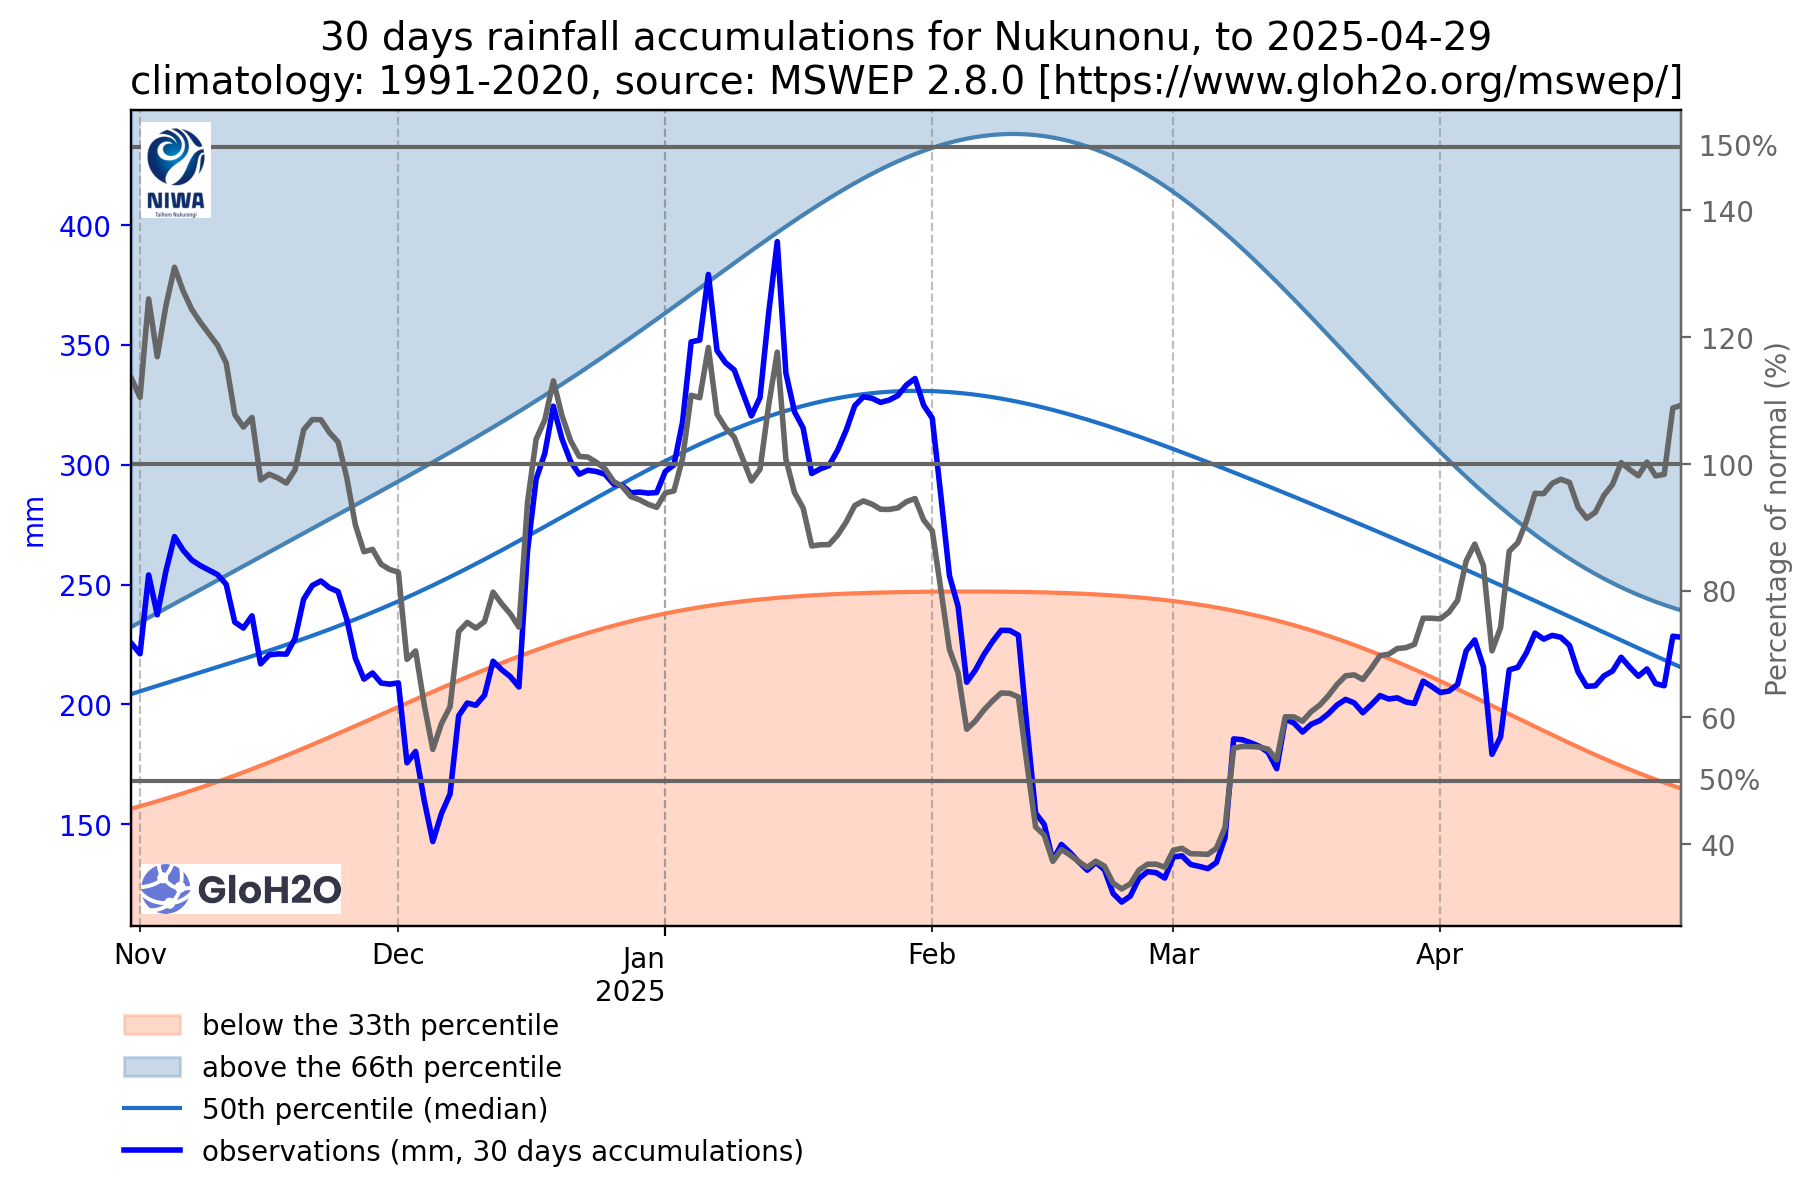 30 days rainfall accumulations for Nukunonu, to 2025-04-29
climatology: 1991-2020, source: MSWEP 2.8.0 [https://www.gloh2o.org/mswep/]
NIWA
Taihoro Nukurangi
400
350
300
250
200
150
mm
150%
140
120
100
80
60
50%
40
Percentage of normal (%)
GloH2O
Nov
Dec
Jan
2025
Feb
Mar
Apr
below the 33th percentile
above the 66th percentile
50th percentile (median)
observations (mm, 30 days accumulations)